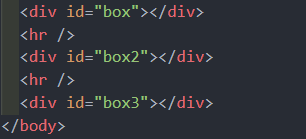 <div id="box"></div>
<hr />
<div id="box2"></div>
<hr />
<div id="box3"></div>
</body>